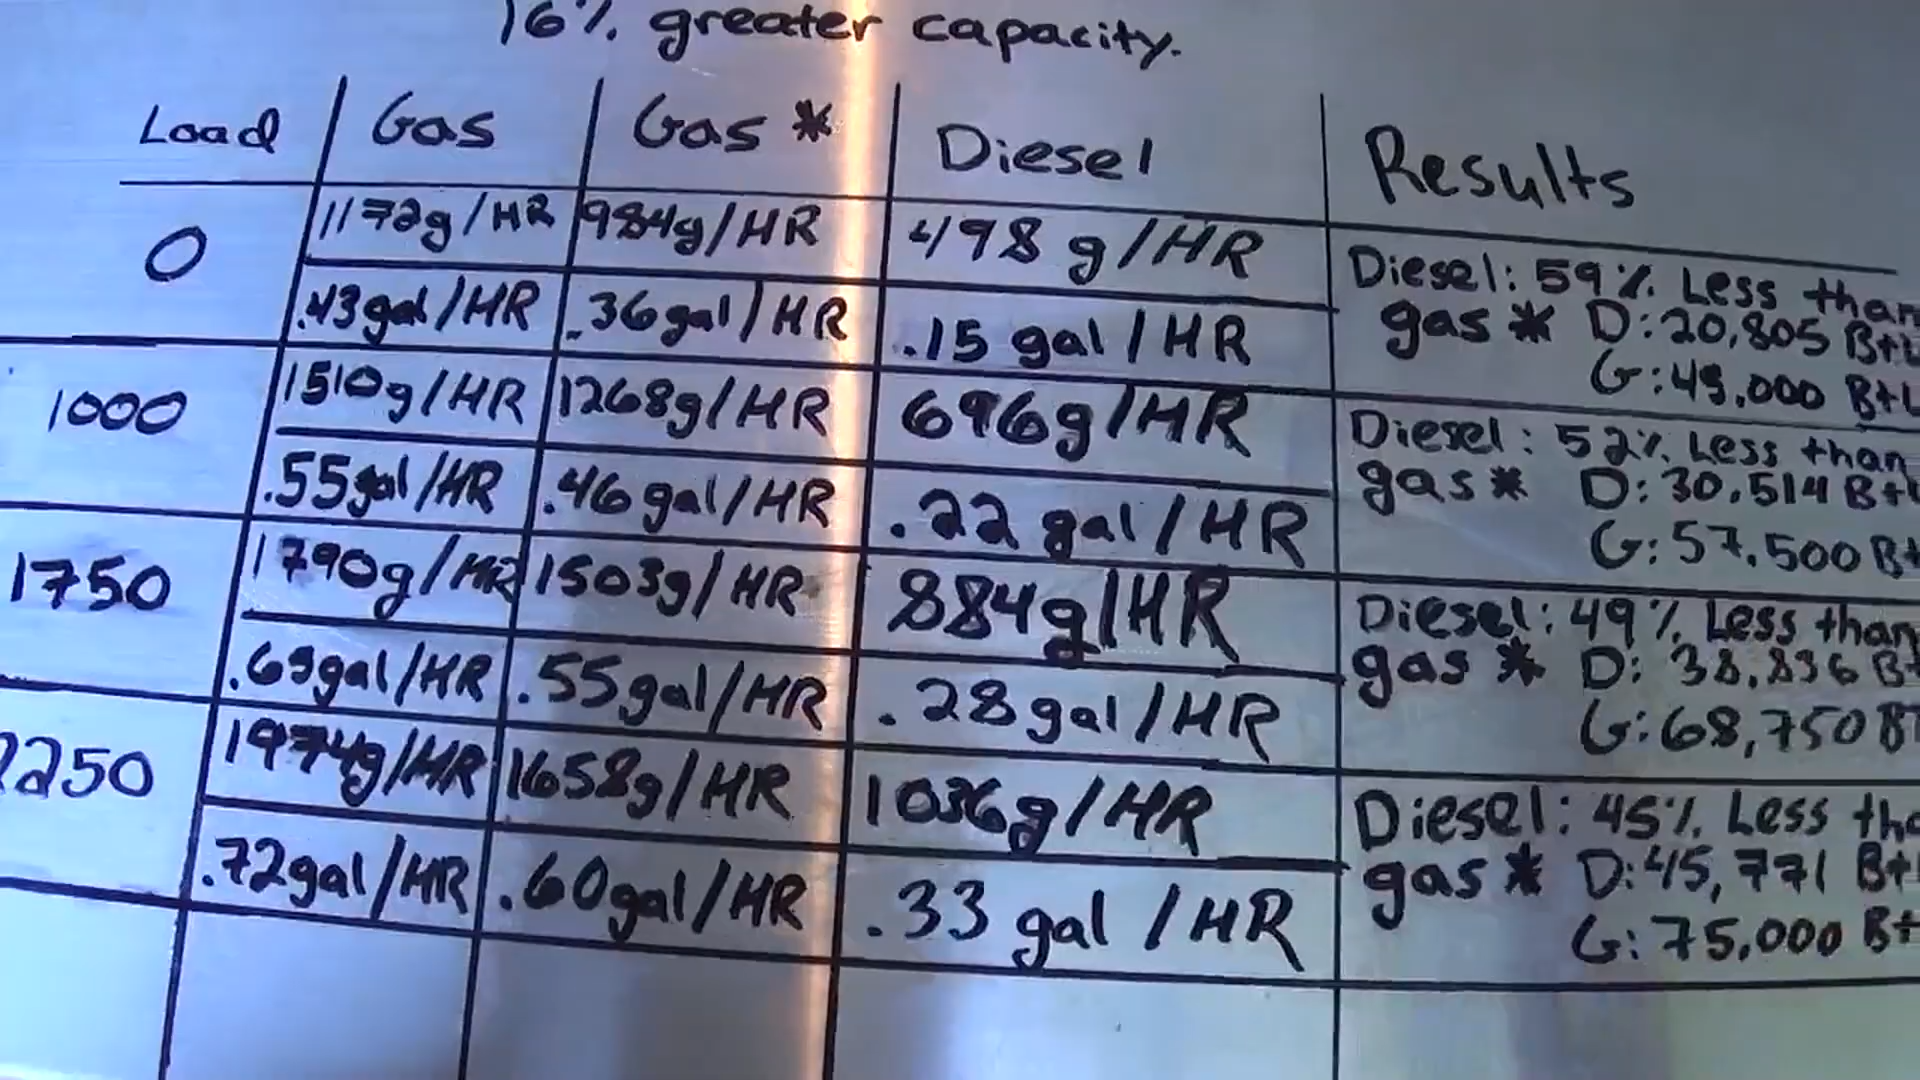 16% greater capacity.
Load Gas Gas * Diesel Results
0 1172g/HR 984g/HR 498 g/HR Diesel: 59% Less than
.43gal/HR .36gal/HR .15 gal/HR gas * D:20,805
G:45,000
1000 1510g/HR 1268g/HR 696g/HR Diesel: 52% Less than
.55gal/HR .46gal/HR .22 gal/HR gas * D:30,514
G:57,500
1750 1790g/HR 1503g/HR 884g/HR Diesel: 49% Less than
.65gal/HR .55gal/HR .28gal/HR gas * D: 38,836
G:68,750
2250 1974g/HR 1658g/HR 1036g/HR Diesel: 45% Less
.72gal/HR .60gal/HR .33 gal/HR gas * D:45,771
G:75,000